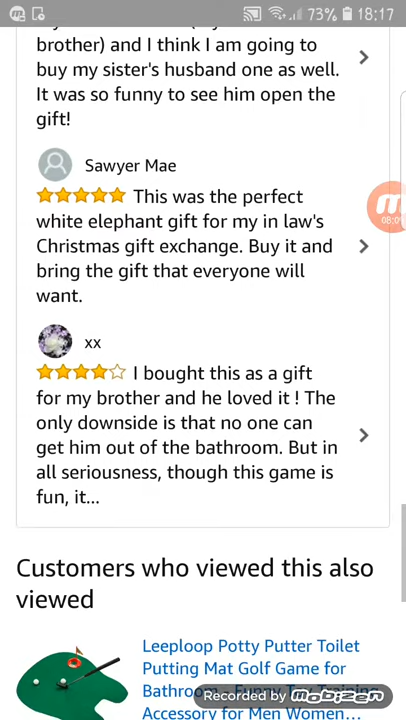 73% 18:17
brother) and I think I am going to
buy my sister's husband one as well.
It was so funny to see him open the
gift!
Sawyer Mae
This was the perfect
white elephant gift for my in law's
Christmas gift exchange. Buy it and
bring the gift that everyone will
want.
xx
I bought this as a gift
for my brother and he loved it ! The
only downside is that no one can
get him out of the bathroom. But in
all seriousness, though this game is
fun, it...
Customers who viewed this also
viewed
Leeploop Potty Putter Toilet
Putting Mat Golf Game for
Recorded by mobizen
Accessory for Men Women...